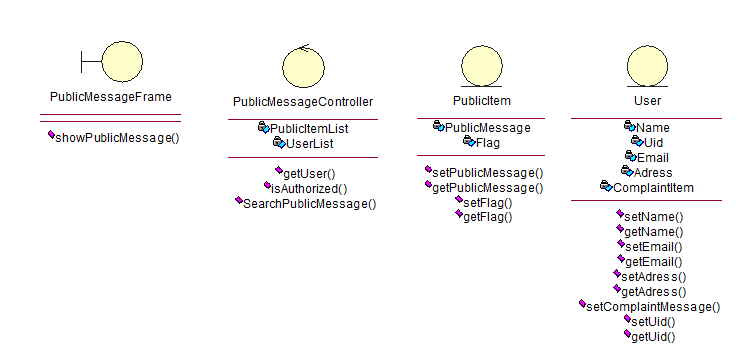 PublicMessageFrame
showPublicMessage()
PublicMessageController
PublicItemList
UserList
getUser()
isAuthorized()
SearchPublicMessage()
PublicItem
PublicMessage
Flag
setPublicMessage()
getPublicMessage()
setFlag()
getFlag()
User
Name
Uid
Email
Adress
ComplaintItem
setName()
getName()
setEmail()
getEmail()
setAdress()
getAdress()
setComplaintMessage()
setUid()
getUid()